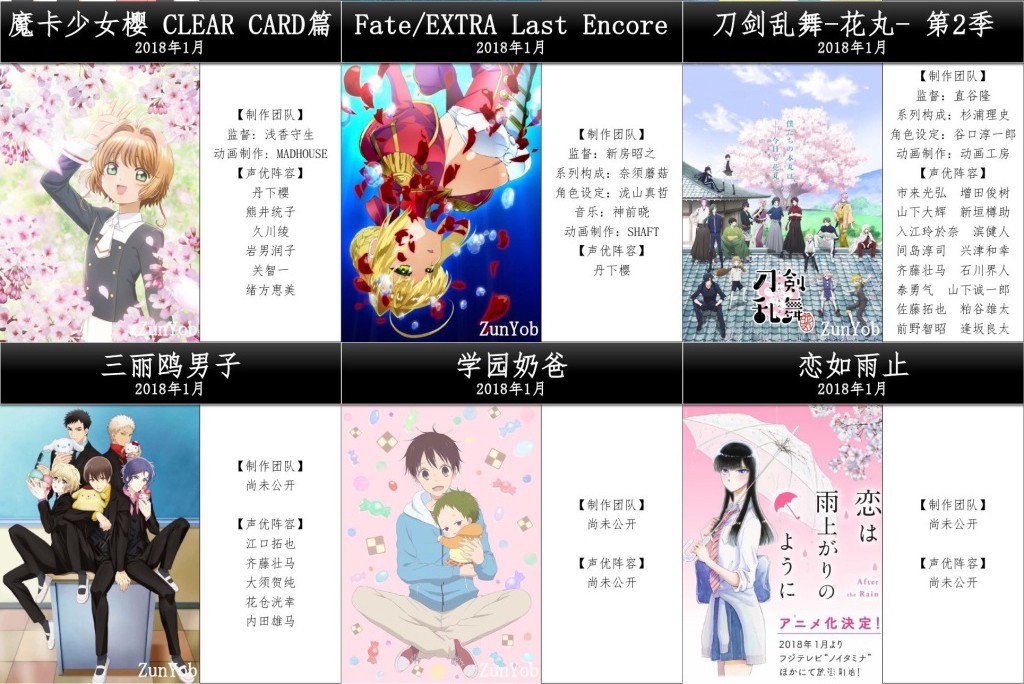 魔卡少女樱 CLEAR CARD篇
2018年1月
ZunYob
【制作团队】
监督：浅香守生
动画制作：MADHOUSE
【声优阵容】
丹下樱
熊井统子
久川绫
岩男润子
关智一
绪方恵美
Fate/EXTRA Last Encore
2018年1月
ZunYob
【制作团队】
监督：新房昭之
系列构成：奈须蘑菇
角色设定：泷山真哲
音乐：神前晓
动画制作：SHAFT
【声优阵容】
丹下樱
刀剑乱舞-花丸- 第2季
2018年1月
僕たちの本丸は
刀剣
乱舞
ZunYob
【制作团队】
监督：直谷隆
系列构成：杉浦理史
角色设定：谷口淳一郎
动画制作：动画工房
【声优阵容】
市来光弘 增田俊树
山下大辉 新垣樽助
入江玲於奈 滨健人
间岛淳司 兴津和幸
齐藤壮马 石川界人
泰勇气 山下诚一郎
佐藤拓也 粕谷雄太
前野智昭 逢坂良太
三丽鸥男子
2018年1月
ZunYob
【制作团队】
尚未公开
【声优阵容】
江口拓也
齐藤壮马
大须贺纯
花仓洸幸
内田雄马
学园奶爸
2018年1月
ZunYob
【制作团队】
尚未公开
【声优阵容】
尚未公开
恋如雨止
2018年1月
恋は
雨上がりの
ように
After
the Rain
アニメ化決定!
2018年1月より
フジテレビ"ノイタミナ"
ほかにて放送開始!
ZunYob
【制作团队】
尚未公开
【声优阵容】
尚未公开